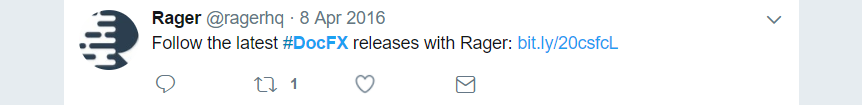 Rager @ragerhq · 8 Apr 2016
Follow the latest #DocFX releases with Rager: bit.ly/20csfcL
1